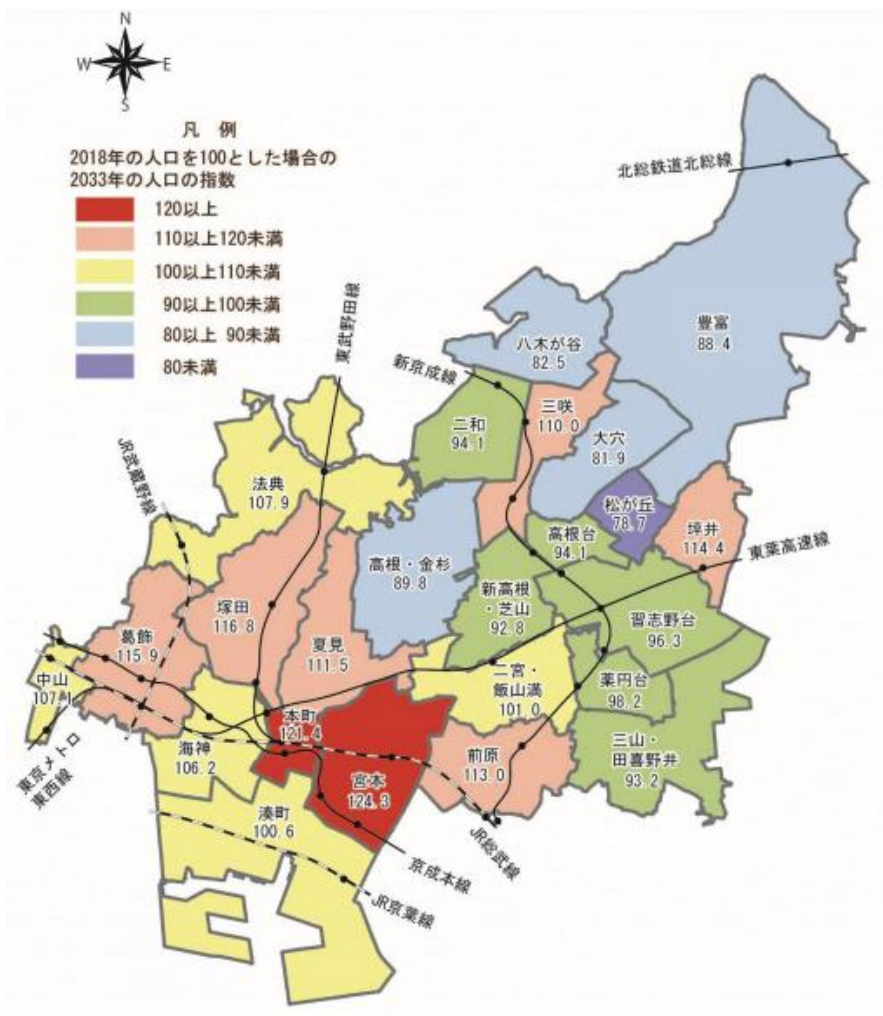 N
W
E
S
凡 例
2018年の人口を100とした場合の
2033年の人口の指数
120以上
110以上120未満
100以上110未満
90以上100未満
80以上 90未満
80未満
北総鉄道北総線
東武野田線
新京成線
JR武蔵野線
東葉高速線
豊富
88.4
八木が谷
82.5
三咲
110.0
二和
94.1
大穴
81.9
松が丘
78.7
坪井
114.4
法典
107.9
高根台
94.1
高根・金杉
89.8
新高根
・芝山
92.8
習志野台
96.3
塚田
116.8
夏見
111.5
葛飾
115.9
中山
107.1
二宮・
飯山満
101.0
薬円台
98.2
本町
121.4
海神
106.2
前原
113.0
三山・
田喜野井
93.2
宮本
124.3
湊町
100.6
東京メトロ
東西線
JR総武線
京成本線
JR京葉線